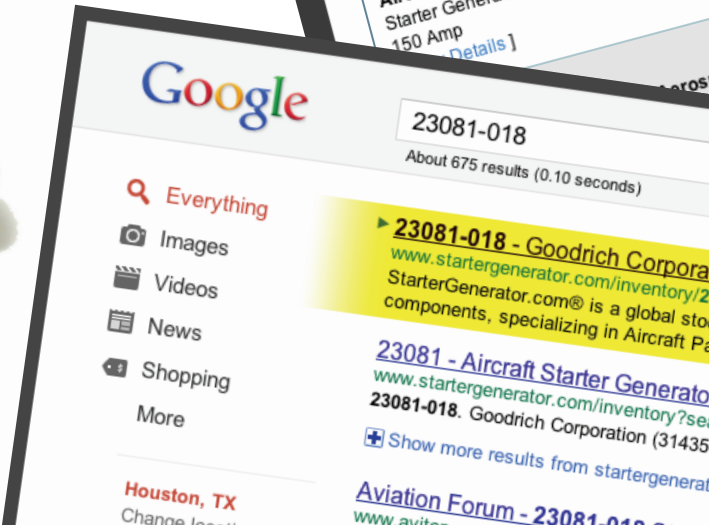 Starter Gener
150 Amp
Details ]
Google
23081-018
About 675 results (0.10 seconds)
Everything
Images
Videos
News
Shopping
More
Houston, TX
23081-018 - Goodrich Corpora
www.startergenerator.com/inventory/2
StarterGenerator.com® is a global sto
components, specializing in Aircraft Pa
23081 - Aircraft Starter Generato
www.startergenerator.com/inventory?se
23081-018. Goodrich Corporation (31435
Show more results from startergenerat
Aviation Forum - 23081-018